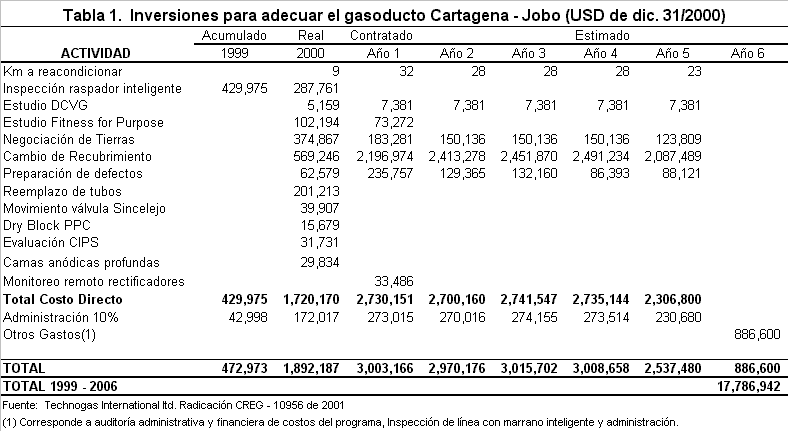 Tabla 1.  Inversiones para adecuar el gasoducto Cartagena - Jobo (USD de dic. 31/2000)
Acumulado Real Contratado Estimado
ACTIVIDAD 1999 2000 Año 1 Año 2 Año 3 Año 4 Año 5 Año 6
Km a reacondicionar 9 32 28 28 28 23
Inspección raspador inteligente 429,975 287,761
Estudio DCVG 5,159 7,381 7,381 7,381 7,381 7,381
Estudio Fitness for Purpose 102,194 73,272
Negociación de Tierras 374,867 183,281 150,136 150,136 150,136 123,809
Cambio de Recubrimiento 569,246 2,196,974 2,413,278 2,451,870 2,491,234 2,087,489
Preparación de defectos 62,579 235,757 129,365 132,160 86,393 88,121
Reemplazo de tubos 201,213
Movimiento válvula Sincelejo 39,907
Dry Block PPC 15,679
Evaluación CIPS 31,731
Camas anódicas profundas 29,834
Monitoreo remoto rectificadores 33,486
Total Costo Directo 429,975 1,720,170 2,730,151 2,700,160 2,741,547 2,735,144 2,306,800
Administración 10% 42,998 172,017 273,015 270,016 274,155 273,514 230,680
Otros Gastos(1) 886,600
TOTAL 472,973 1,892,187 3,003,166 2,970,176 3,015,702 3,008,658 2,537,480 886,600
TOTAL 1999 - 2006 17,786,942
Fuente:  Technogas International ltd. Radicación CREG - 10956 de 2001
(1) Corresponde a auditoría administrativa y financiera de costos del programa, Inspección de línea con marrano inteligente y administración.